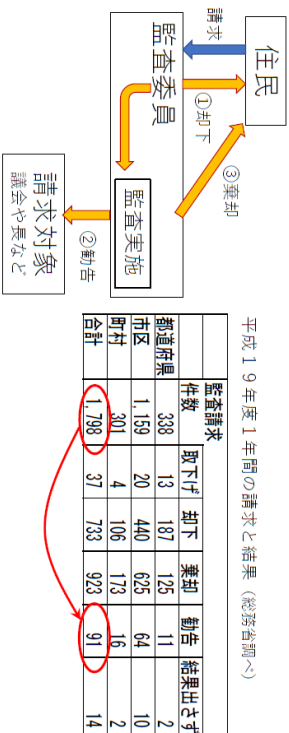 住民
請求
①却下
③棄却
監査委員
監査実施
②勧告
請求対象
議会や長など
平成19年度1年間の請求と結果（総務省調べ）
監査請求
件数 取下げ 却下 棄却 勧告 結果出さず
都道府県 338 13 187 125 11 2
市区 1,159 20 440 625 64 10
町村 301 4 106 173 16 2
合計 1,798 37 733 923 91 14